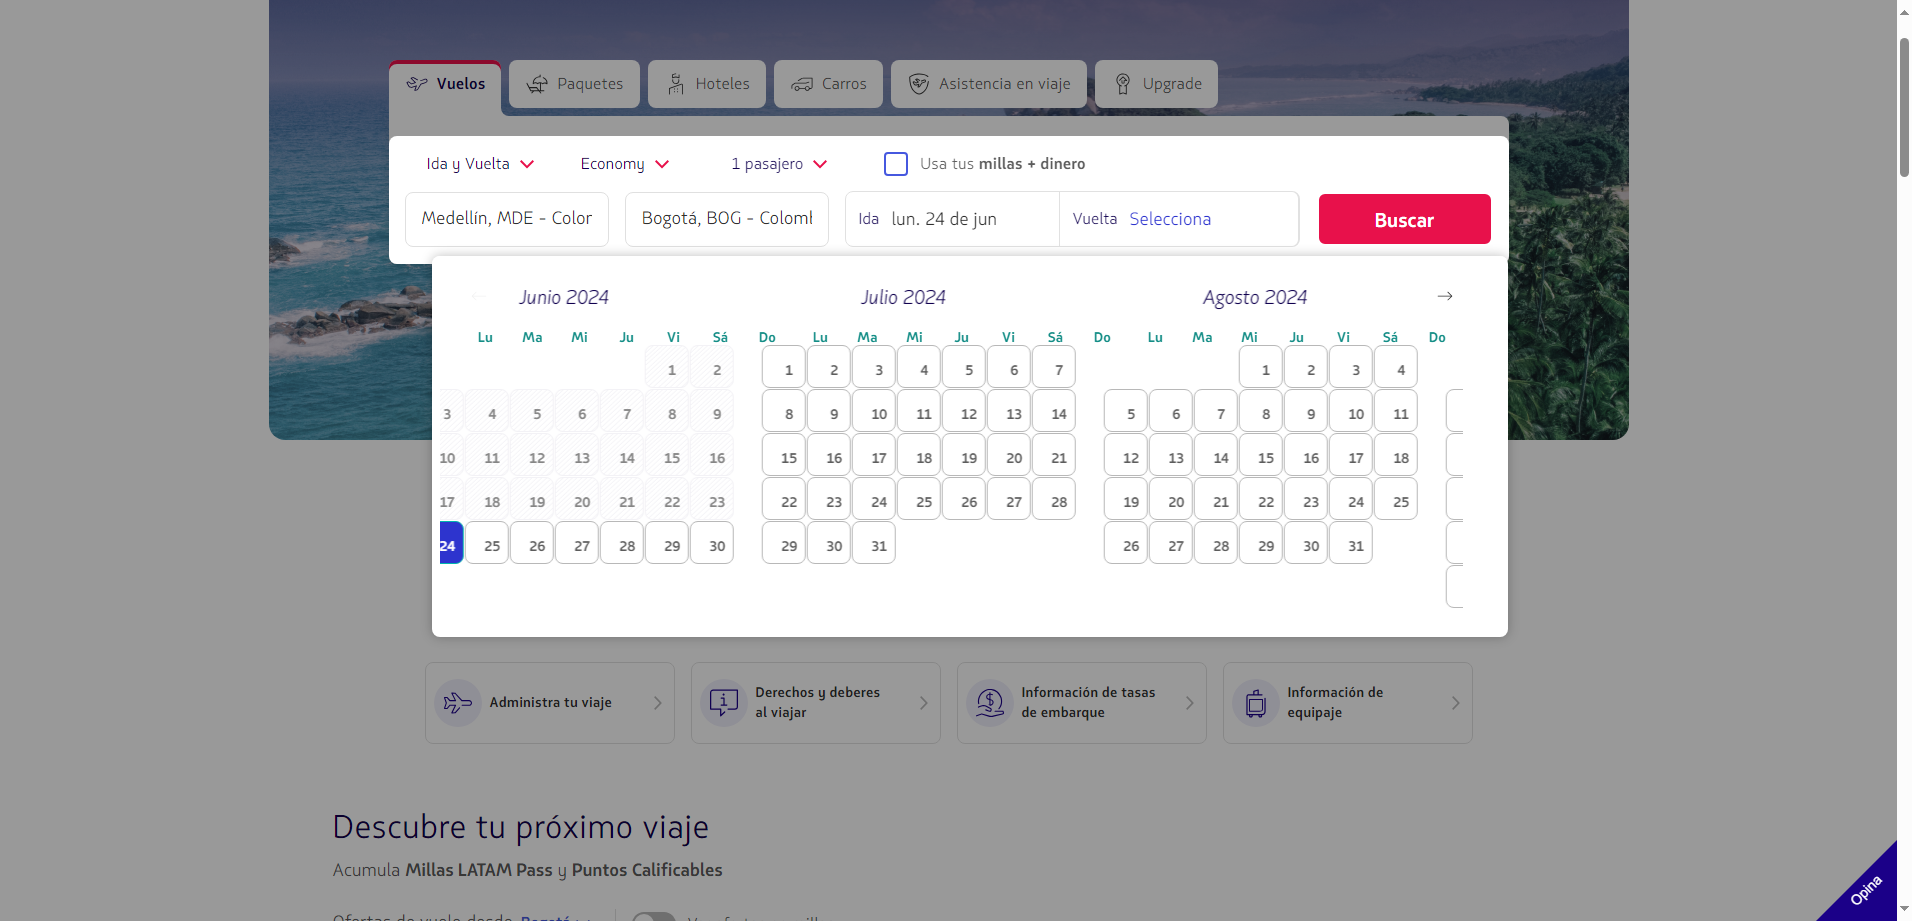 Vuelos Paquetes Hoteles Carros Asistencia en viaje Upgrade
Ida y Vuelta Economy 1 pasajero Usa tus millas + dinero
Medellín, MDE - Color Bogotá, BOG - Colom Ida lun. 24 de jun Vuelta Selecciona Buscar
Junio 2024 Julio 2024 Agosto 2024
Lu Ma Mi Ju Vi Sá Do Lu Ma Mi Ju Vi Sá Do Lu Ma Mi Ju Vi Sá Do
1 2 1 2 3 4 5 6 7 1 2 3 4
3 4 5 6 7 8 9 8 9 10 11 12 13 14 5 6 7 8 9 10 11
10 11 12 13 14 15 16 15 16 17 18 19 20 21 12 13 14 15 16 17 18
17 18 19 20 21 22 23 22 23 24 25 26 27 28 19 20 21 22 23 24 25
24 25 26 27 28 29 30 29 30 31 26 27 28 29 30 31
Administra tu viaje
Derechos y deberes
al viajar
Información de tasas
de embarque
Información de
equipaje
Descubre tu próximo viaje
Acumula Millas LATAM Pass y Puntos Calificables
Ofertas de vuelo desde Bogotá
Opina